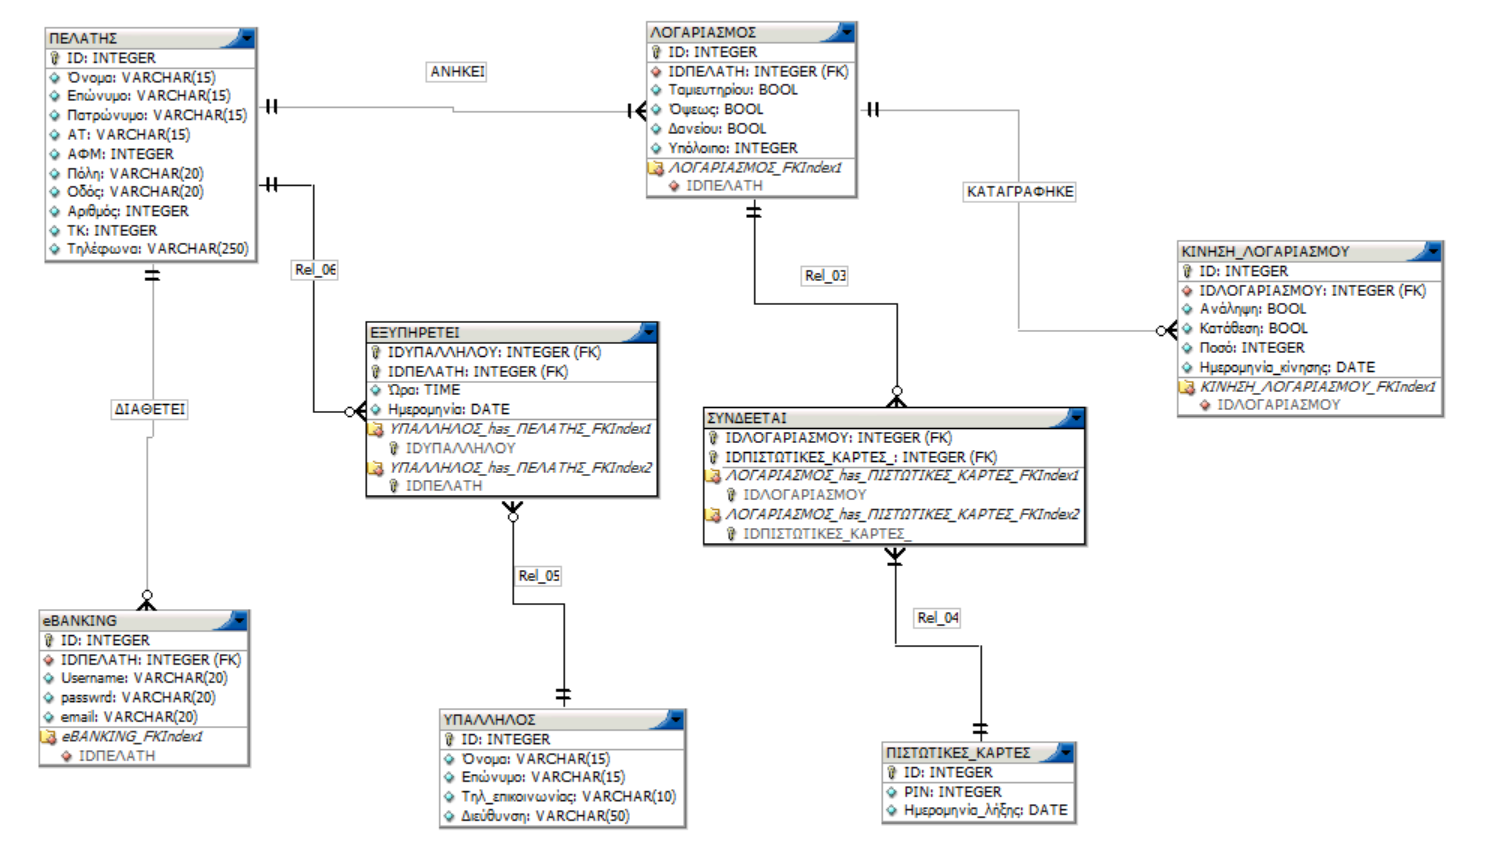 ΠΕΛΑΤΗΣ
ID: INTEGER
Όνομα: VARCHAR(15)
Επώνυμο: VARCHAR(15)
Πατρώνυμο: VARCHAR(15)
ΑΤ: VARCHAR(15)
ΑΦΜ: INTEGER
Πόλη: VARCHAR(20)
Οδός: VARCHAR(20)
Αριθμός: INTEGER
ΤΚ: INTEGER
Τηλέφωνα: VARCHAR(250)
ΑΝΗΚΕΙ
ΛΟΓΑΡΙΑΣΜΟΣ
ID: INTEGER
IDΠΕΛΑΤΗ: INTEGER (FK)
Ταμιευτηρίου: BOOL
Όψεως: BOOL
Δανείου: BOOL
Υπόλοιπο: INTEGER
ΛΟΓΑΡΙΑΣΜΟΣ_FKIndex1
IDΠΕΛΑΤΗ
ΚΑΤΑΓΡΑΦΗΚΕ
ΚΙΝΗΣΗ_ΛΟΓΑΡΙΑΣΜΟΥ
ID: INTEGER
IDΛΟΓΑΡΙΑΣΜΟΥ: INTEGER (FK)
Ανάληψη: BOOL
Κατάθεση: BOOL
Ποσό: INTEGER
Ημερομηνία_κίνησης: DATE
ΚΙΝΗΣΗ_ΛΟΓΑΡΙΑΣΜΟΥ_FKIndex1
IDΛΟΓΑΡΙΑΣΜΟΥ
Rel_06
Rel_03
ΕΞΥΠΗΡΕΤΕΙ
IDΥΠΑΛΛΗΛΟΥ: INTEGER (FK)
IDΠΕΛΑΤΗ: INTEGER (FK)
Ώρα: TIME
Ημερομηνία: DATE
ΥΠΑΛΛΗΛΟΣ_has_ΠΕΛΑΤΗΣ_FKIndex1
IDΥΠΑΛΛΗΛΟΥ
ΥΠΑΛΛΗΛΟΣ_has_ΠΕΛΑΤΗΣ_FKIndex2
IDΠΕΛΑΤΗ
ΔΙΑΘΕΤΕΙ
ΣΥΝΔΕΕΤΑΙ
IDΛΟΓΑΡΙΑΣΜΟΥ: INTEGER (FK)
IDΠΙΣΤΩΤΙΚΕΣ_ΚΑΡΤΕΣ_: INTEGER (FK)
ΛΟΓΑΡΙΑΣΜΟΣ_has_ΠΙΣΤΩΤΙΚΕΣ_ΚΑΡΤΕΣ_FKIndex1
IDΛΟΓΑΡΙΑΣΜΟΥ
ΛΟΓΑΡΙΑΣΜΟΣ_has_ΠΙΣΤΩΤΙΚΕΣ_ΚΑΡΤΕΣ_FKIndex2
IDΠΙΣΤΩΤΙΚΕΣ_ΚΑΡΤΕΣ_
Rel_05
Rel_04
eBANKING
ID: INTEGER
IDΠΕΛΑΤΗ: INTEGER (FK)
Username: VARCHAR(20)
passwrd: VARCHAR(20)
email: VARCHAR(20)
eBANKING_FKIndex1
IDΠΕΛΑΤΗ
ΥΠΑΛΛΗΛΟΣ
ID: INTEGER
Όνομα: VARCHAR(15)
Επώνυμο: VARCHAR(15)
Τηλ_επικοινωνίας: VARCHAR(10)
Διεύθυνση: VARCHAR(50)
ΠΙΣΤΩΤΙΚΕΣ_ΚΑΡΤΕΣ
ID: INTEGER
PIN: INTEGER
Ημερομηνία_λήξης: DATE